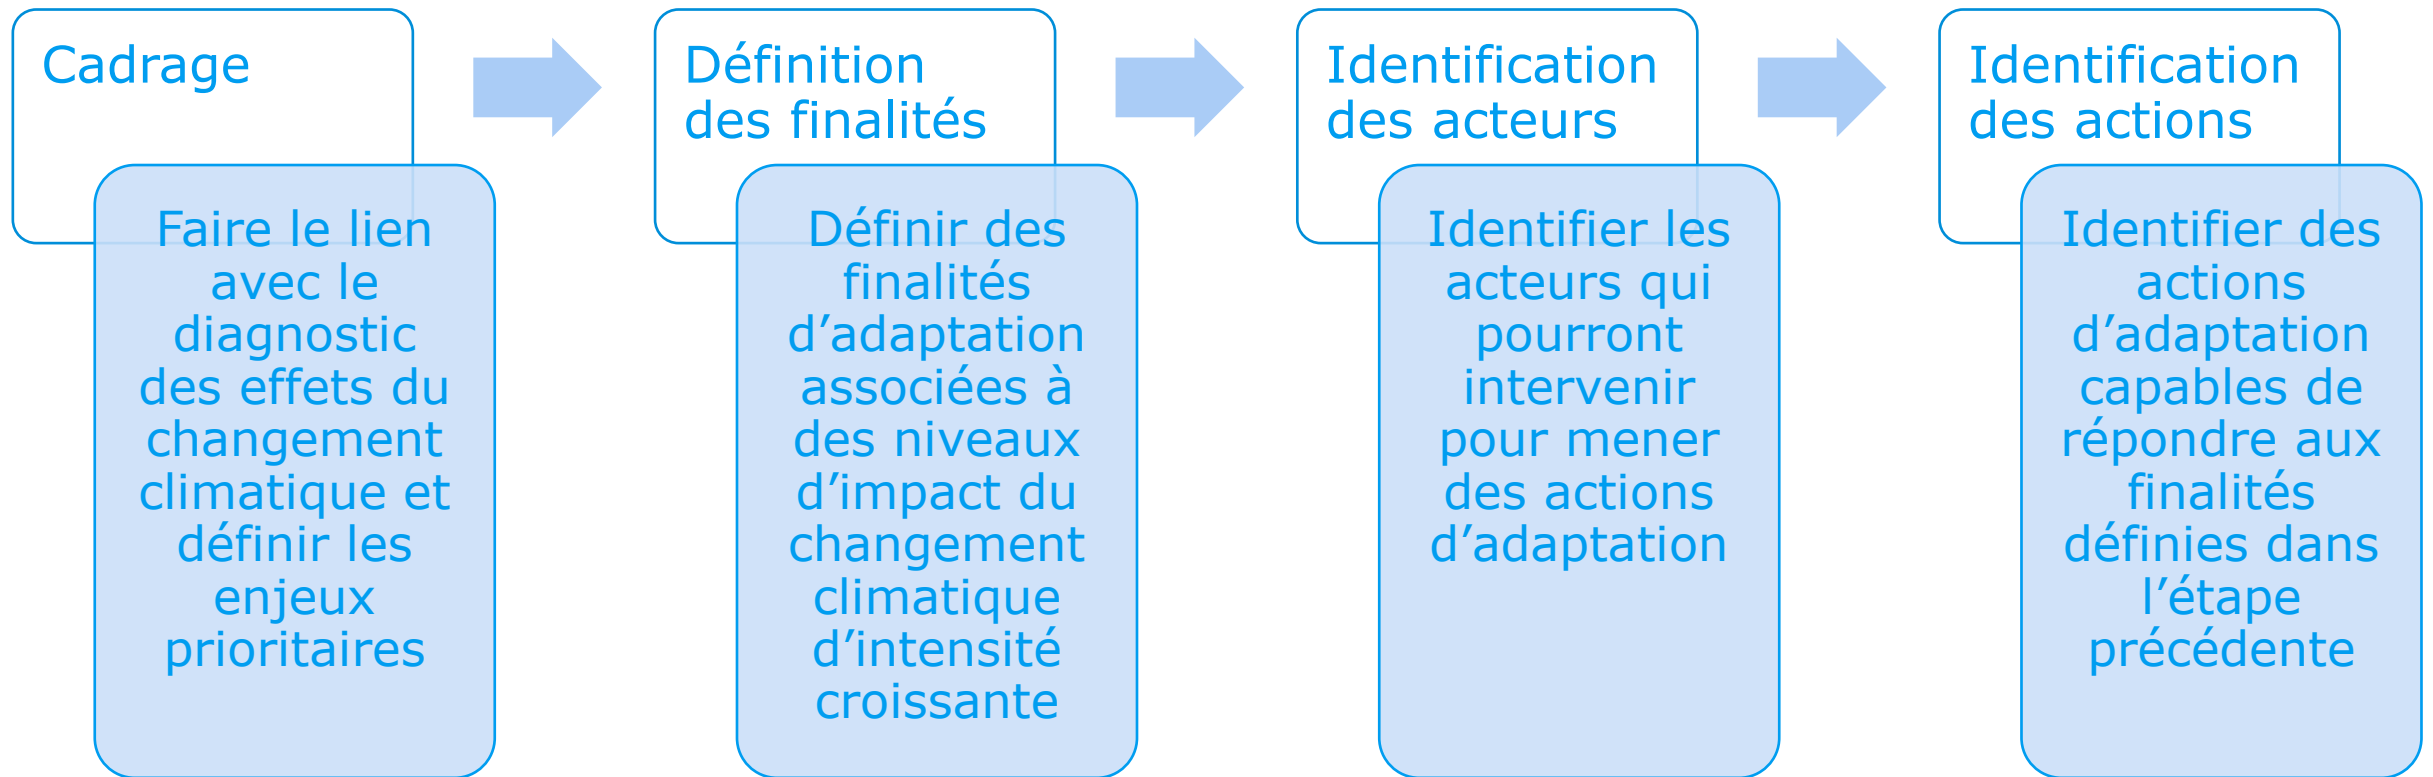 Cadrage
Faire le lien
avec le
diagnostic
des effets du
changement
climatique et
définir les
enjeux
prioritaires
Définition
des finalités
Définir des
finalités
d’adaptation
associées à
des niveaux
d’impact du
changement
climatique
d’intensité
croissante
Identification
des acteurs
Identifier les
acteurs qui
pourront
intervenir
pour mener
des actions
d’adaptation
Identification
des actions
Identifier des
actions
d’adaptation
capables de
répondre aux
finalités
définies dans
l’étape
précédente